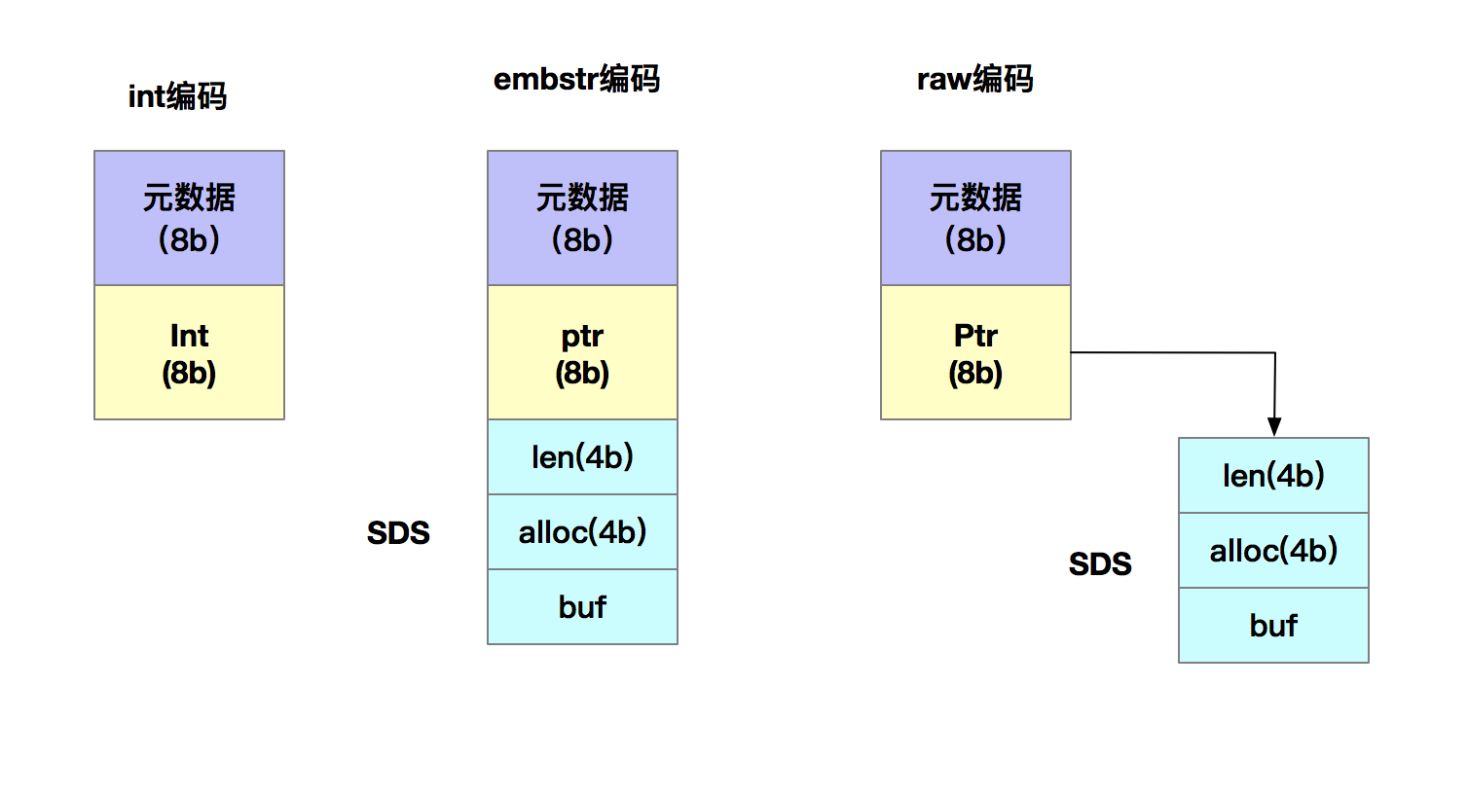 int编码
元数据
（8b）
Int
(8b)
embstr编码
元数据
（8b）
ptr
(8b)
len(4b)
alloc(4b)
buf
SDS
raw编码
元数据
（8b）
Ptr
(8b)
len(4b)
alloc(4b)
buf
SDS